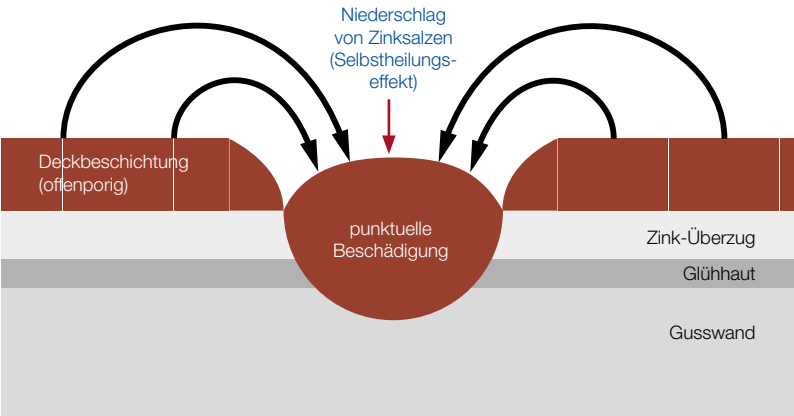 Niederschlag
von Zinksalzen
(Selbstheilungs-
effekt)
Deckbeschichtung
(offenporig)
punktuelle
Beschädigung
Zink-Überzug
Glühhaut
Gusswand